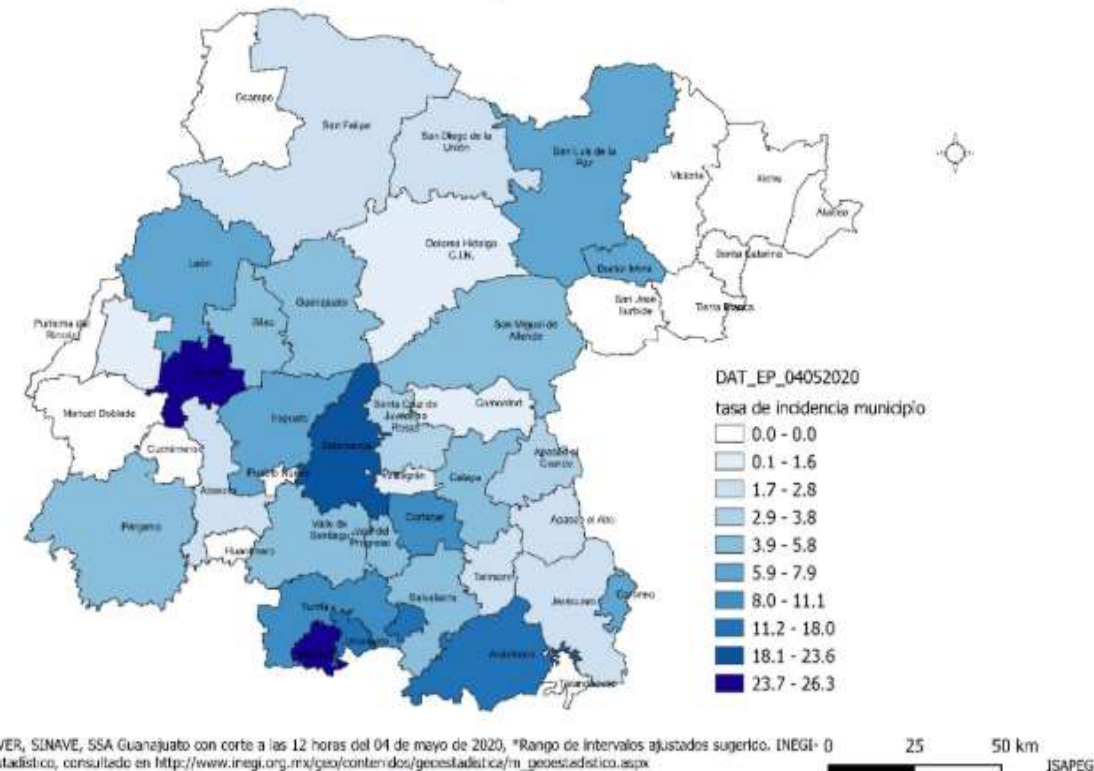 Ocampo
San Felipe
San Diego de la
Unión
San Luis de la
Paz
Victoria
Xichu
Atarjea
Santa Catarina
Dolores Hidalgo
C.I.N.
Doctor Mora
Tierra Blanca
San José
Iturbide
León
Guanajuato
Silao
San Miguel de
Allende
Purísima del
Rincón
Manuel Doblado
Irapuato
Salamanca
Santa Cruz de
Juventino
Rosas
Comonfort
Cuerámaro
Pueblo Nuevo
Villagrán
Celaya
Apaseo el
Grande
Abasolo
Cortazar
Apaseo el Alto
Pénjamo
Valle de
Santiago
Jaral del
Progreso
Huanímaro
Tarimoro
Salvatierra
Jerécuaro
Coroneo
Yuriria
Uriangato
Acámbaro
Tarandacuao
DAT_EP_04052020
tasa de incidencia municipio
0.0 - 0.0
0.1 - 1.6
1.7 - 2.8
2.9 - 3.8
3.9 - 5.8
5.9 - 7.9
8.0 - 11.1
11.2 - 18.0
18.1 - 23.6
23.7 - 26.3
VER, SINAVE, SSA Guanajuato con corte a las 12 horas del 04 de mayo de 2020, *Rango de intervalos ajustados sugerido. INEGI-
estadístico, consultado en http://www.inegi.org.mx/geo/contenidos/geoestadistica/m_geoestadistico.aspx
0 25 50 km
ISAPEG